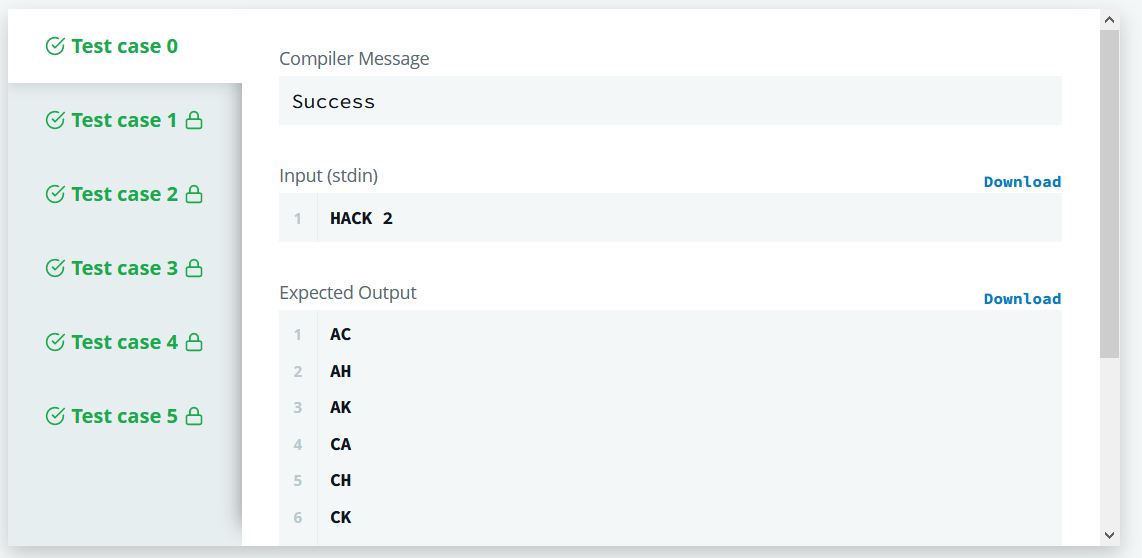 Test case 0
Test case 1
Test case 2
Test case 3
Test case 4
Test case 5
Compiler Message
Success
Input (stdin)
Download
1 HACK 2
Expected Output
Download
1 AC
2 AH
3 AK
4 CA
5 CH
6 CK